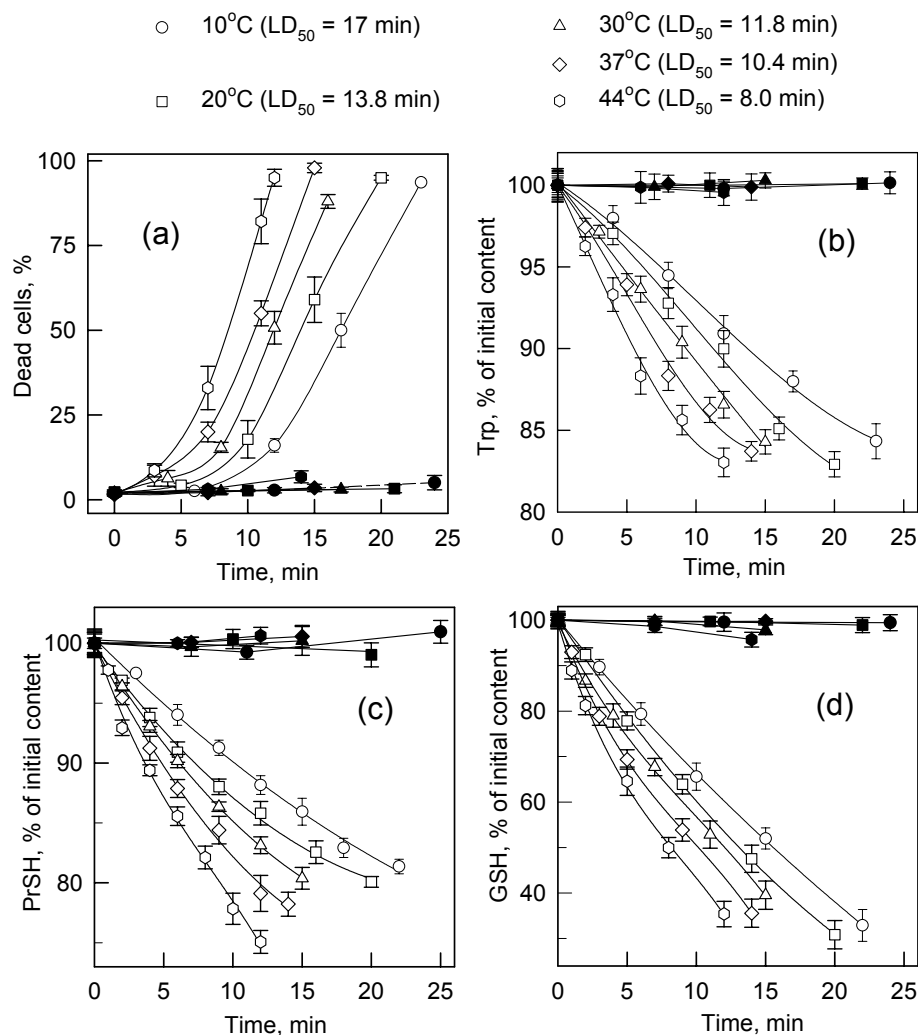 10°C (LD₅₀ = 17 min)
20°C (LD₅₀ = 13.8 min)
30°C (LD₅₀ = 11.8 min)
37°C (LD₅₀ = 10.4 min)
44°C (LD₅₀ = 8.0 min)
Dead cells, %
100
75
50
25
0
(a)
0 5 10 15 20 25
Time, min
Trp, % of initial content
100
95
90
85
80
(b)
0 5 10 15 20 25
Time, min
PrSH, % of initial content
100
90
80
(c)
0 5 10 15 20 25
Time, min
GSH, % of initial content
100
80
60
40
(d)
0 5 10 15 20 25
Time, min